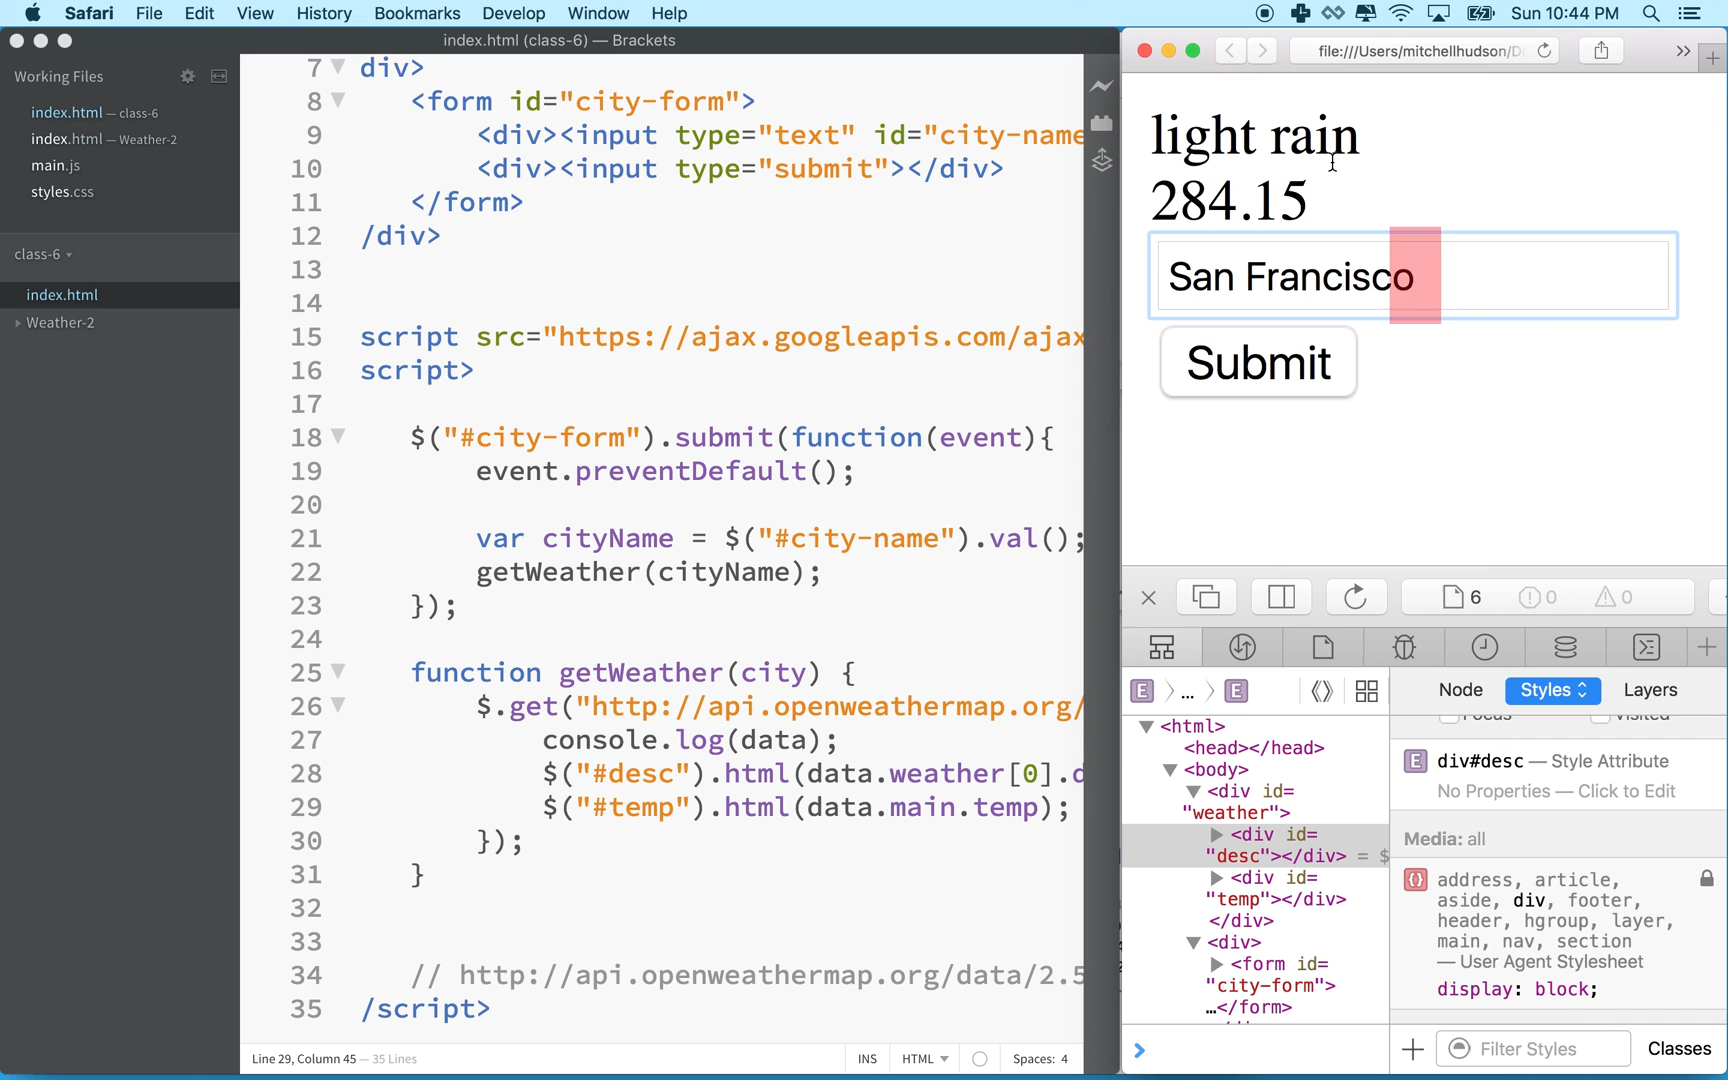 Safari File Edit View History Bookmarks Develop Window Help Sun 10:44 PM
index.html (class-6) — Brackets
Working Files
index.html — class-6
index.html — Weather-2
main.js
styles.css
class-6
index.html
Weather-2
7 div>
8 <form id="city-form">
9 <div><input type="text" id="city-name
10 <div><input type="submit"></div>
11 </form>
12 /div>
13
14
15 script src="https://ajax.googleapis.com/ajax
16 script>
17
18 $("#city-form").submit(function(event){
19 event.preventDefault();
20
21 var cityName = $("#city-name").val();
22 getWeather(cityName);
23 });
24
25 function getWeather(city) {
26 $.get("http://api.openweathermap.org/
27 console.log(data);
28 $("#desc").html(data.weather[0].d
29 $("#temp").html(data.main.temp);
30 });
31 }
32
33
34 // http://api.openweathermap.org/data/2.5
35 /script>
Line 29, Column 45 — 35 Lines
INS HTML Spaces: 4
file:///Users/mitchellhudson/D
light rain
284.15
San Francisco
Submit
6 0 0
E ... E
Node Styles Layers
<html>
<head></head>
<body>
<div id=
"weather">
<div id=
"desc"></div> = $
<div id=
"temp"></div>
</div>
<div>
<form id=
"city-form">
…</form>
Focus Visited
E div#desc — Style Attribute
No Properties — Click to Edit
Media: all
{} address, article,
aside, div, footer,
header, hgroup, layer,
main, nav, section
— User Agent Stylesheet
display: block;
Filter Styles Classes